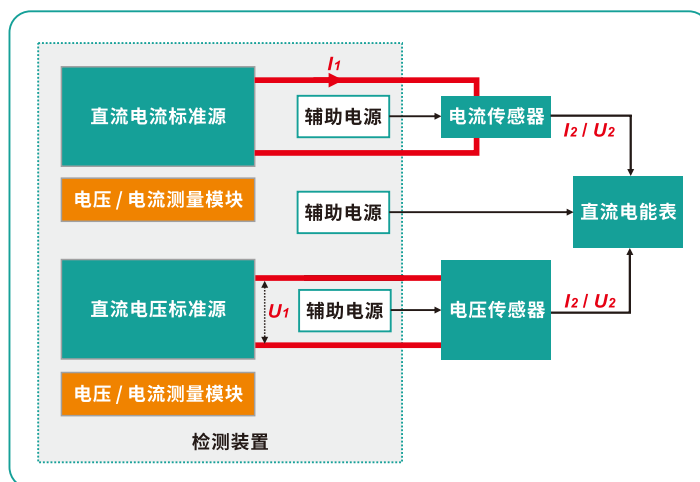 直流电流标准源
I1
辅助电源
电流传感器
I2 / U2
电压 / 电流测量模块
辅助电源
直流电能表
直流电压标准源
U1
辅助电源
电压传感器
I2 / U2
电压 / 电流测量模块
检测装置